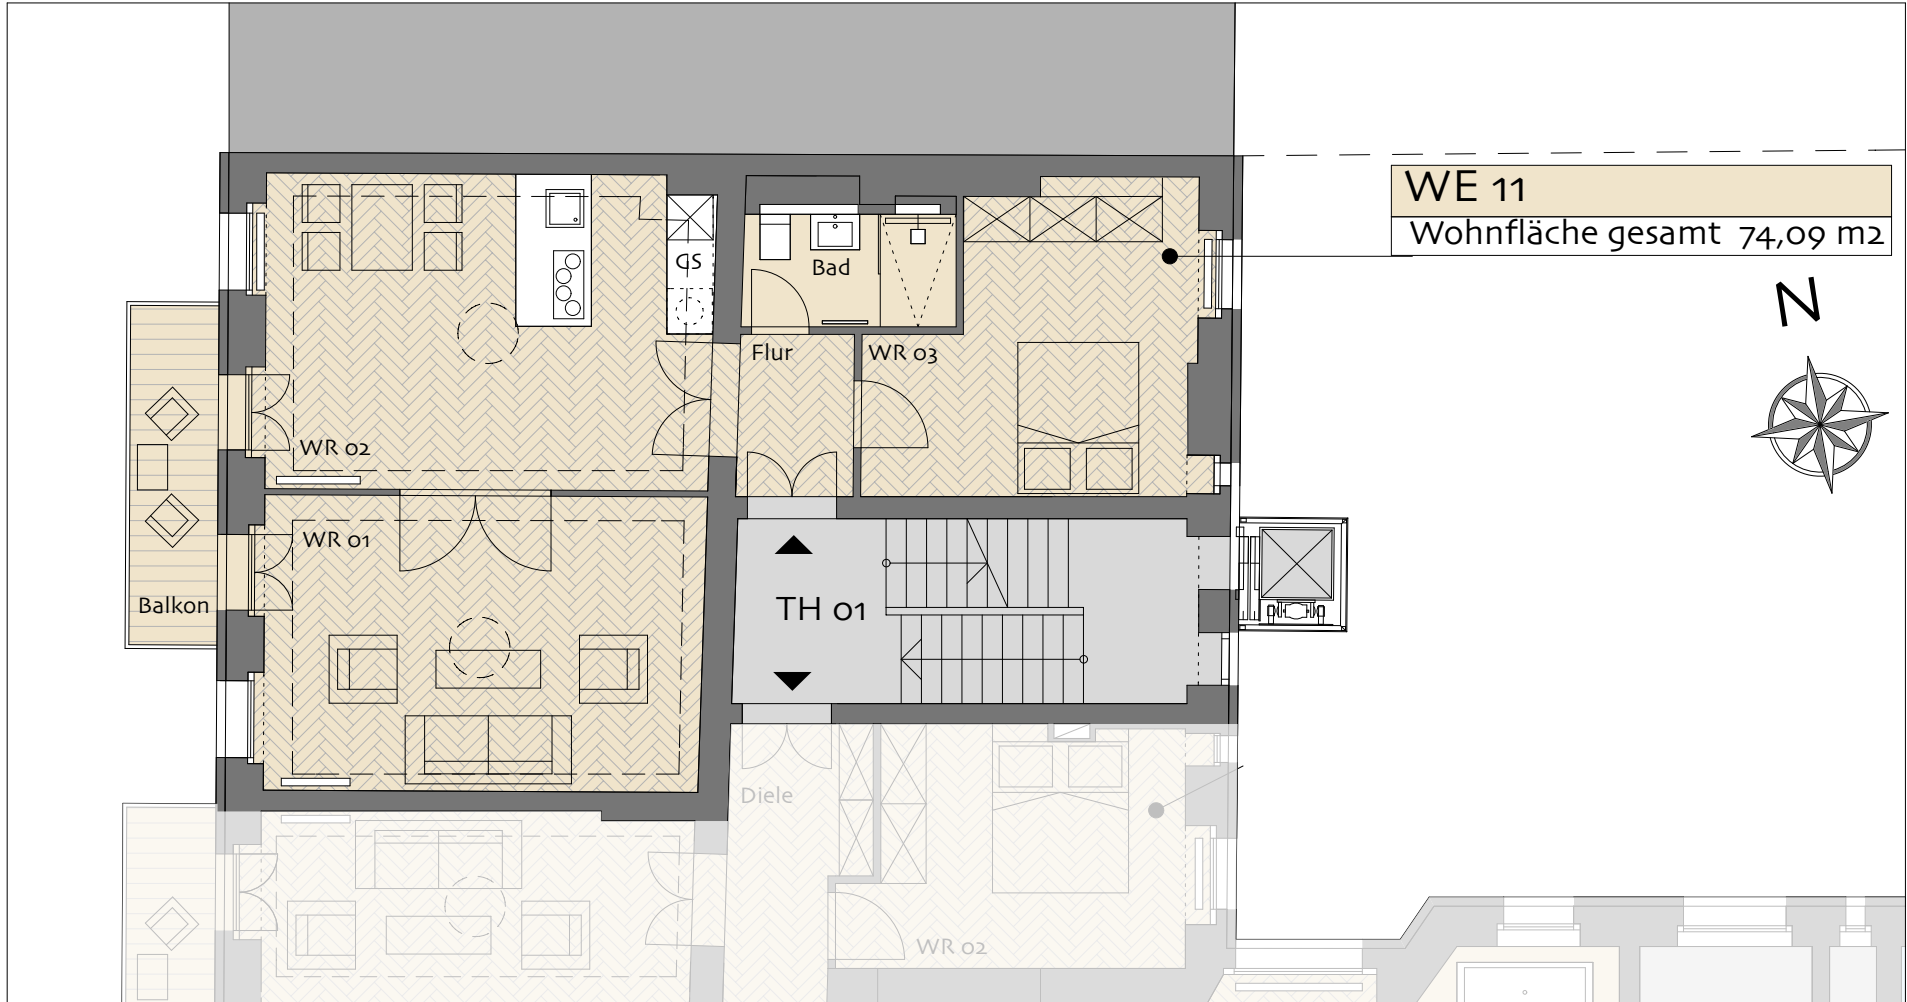 WE 11
Wohnfläche gesamt 74,09 m2
N
GS
Bad
Flur
WR 03
WR 02
WR 01
Balkon
TH 01
Diele
WR 02